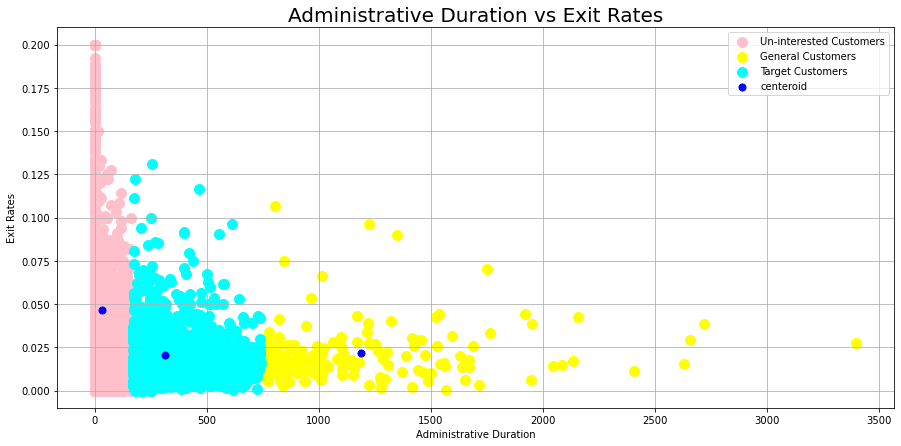 Administrative Duration vs Exit Rates
Un-interested Customers
General Customers
Target Customers
centeroid
Exit Rates
0.200
0.175
0.150
0.125
0.100
0.075
0.050
0.025
0.000
0 500 1000 1500 2000 2500 3000 3500
Administrative Duration